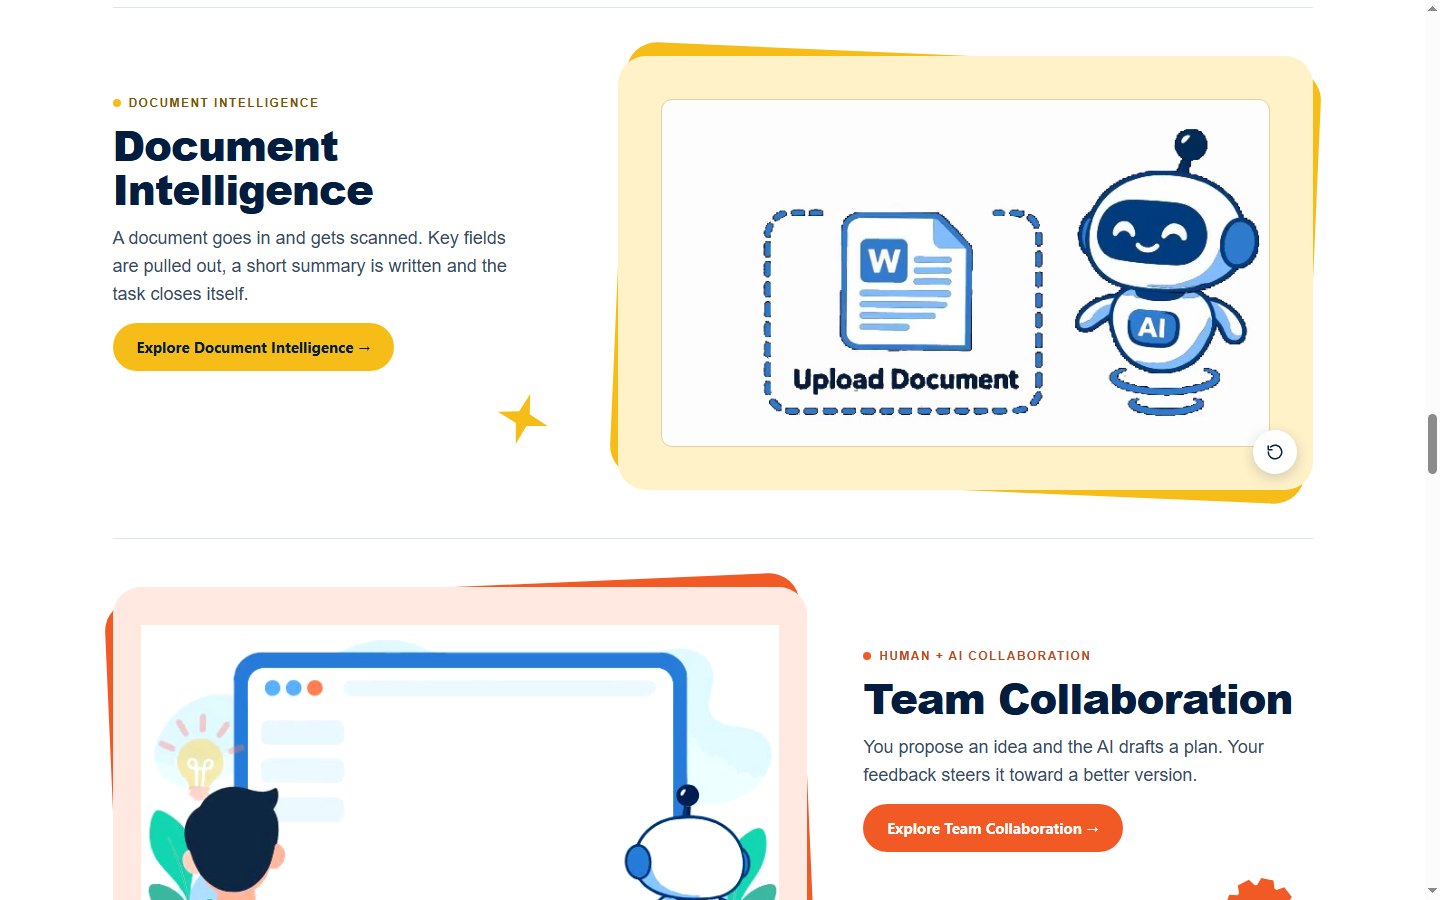 DOCUMENT INTELLIGENCE
Document
Intelligence
A document goes in and gets scanned. Key fields
are pulled out, a short summary is written and the
task closes itself.
Explore Document Intelligence →
W
Upload Document
AI
HUMAN + AI COLLABORATION
Team Collaboration
You propose an idea and the AI drafts a plan. Your
feedback steers it toward a better version.
Explore Team Collaboration →